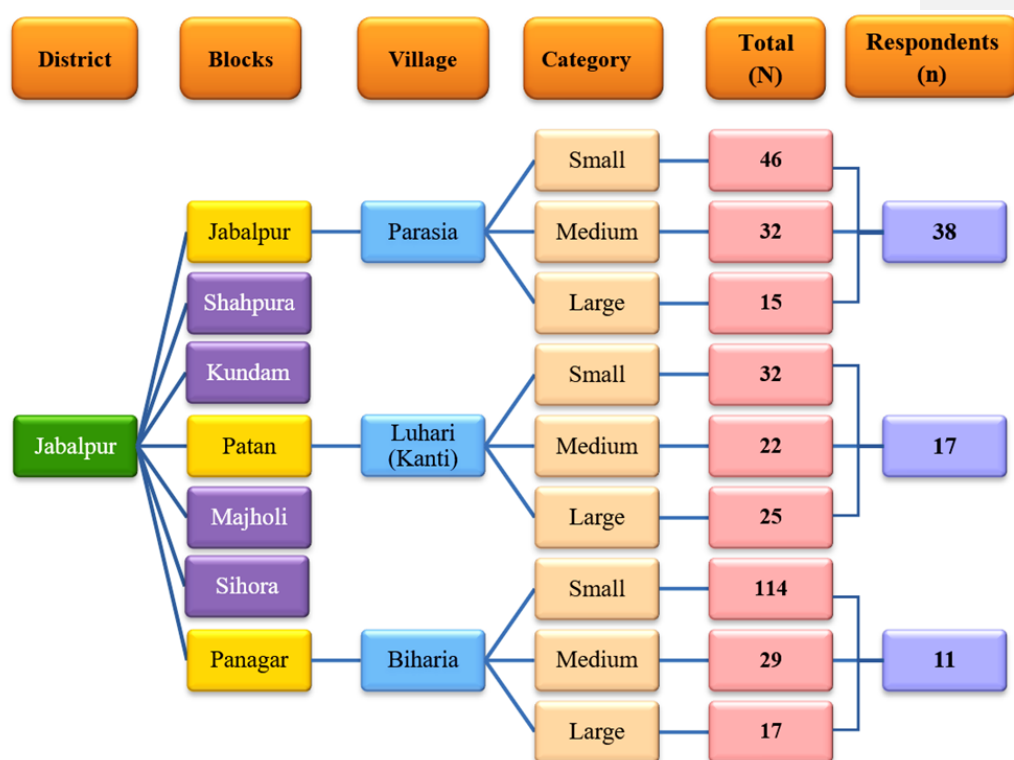 District
Blocks
Village
Category
Total
(N)
Respondents
(n)
Small
46
Jabalpur
Parasia
Medium
32
38
Shahpura
Large
15
Kundam
Small
32
Jabalpur
Patan
Luhari
(Kanti)
Medium
22
17
Majholi
Large
25
Sihora
Small
114
Panagar
Biharia
Medium
29
11
Large
17